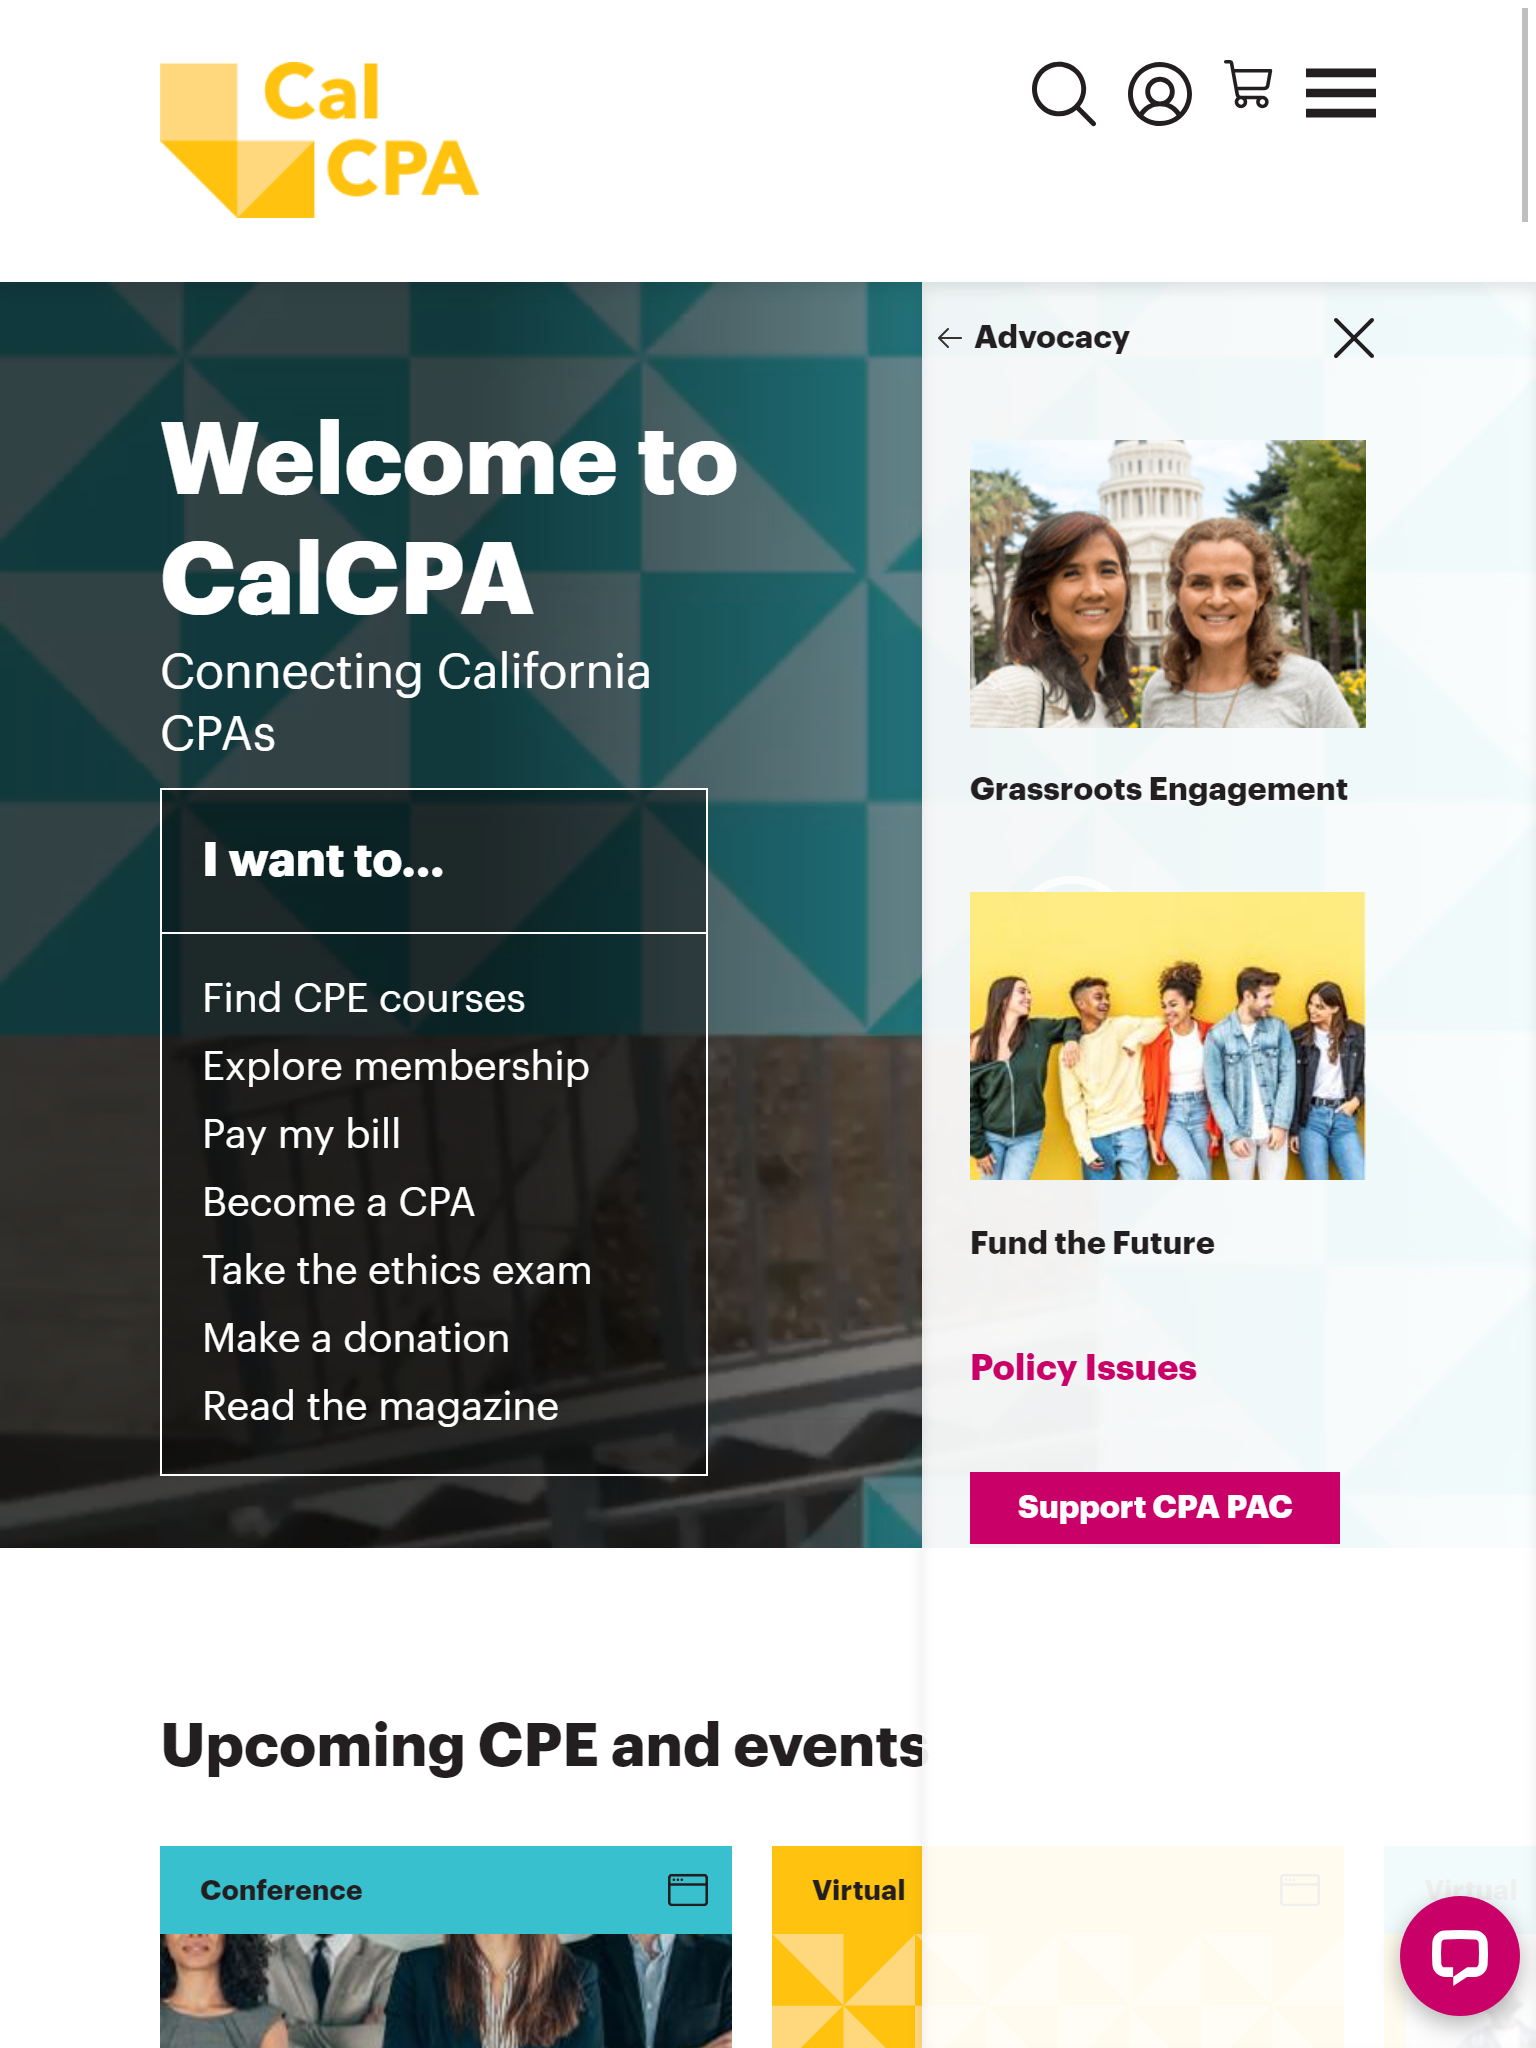 Cal
CPA
Advocacy
Welcome to
CalCPA
Connecting California
CPAs
I want to...
Find CPE courses
Explore membership
Pay my bill
Become a CPA
Take the ethics exam
Make a donation
Read the magazine
Grassroots Engagement
Fund the Future
Policy Issues
Support CPA PAC
Upcoming CPE and events
Conference
Virtual
Virtual